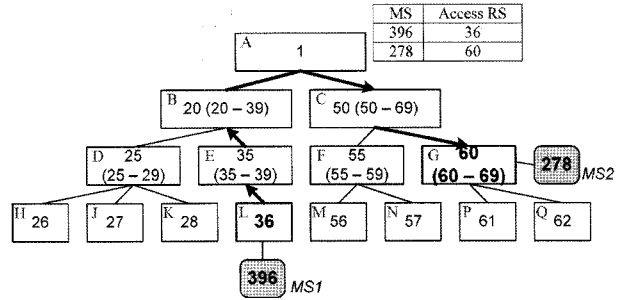 MS Access RS
396 36
278 60
A 1
B 20 (20 – 39)
C 50 (50 – 69)
D 25 (25 – 29)
E 35 (35 – 39)
F 55 (55 – 59)
G 60 (60 – 69)
278 MS2
H 26
J 27
K 28
L 36
M 56
N 57
P 61
Q 62
396 MS1